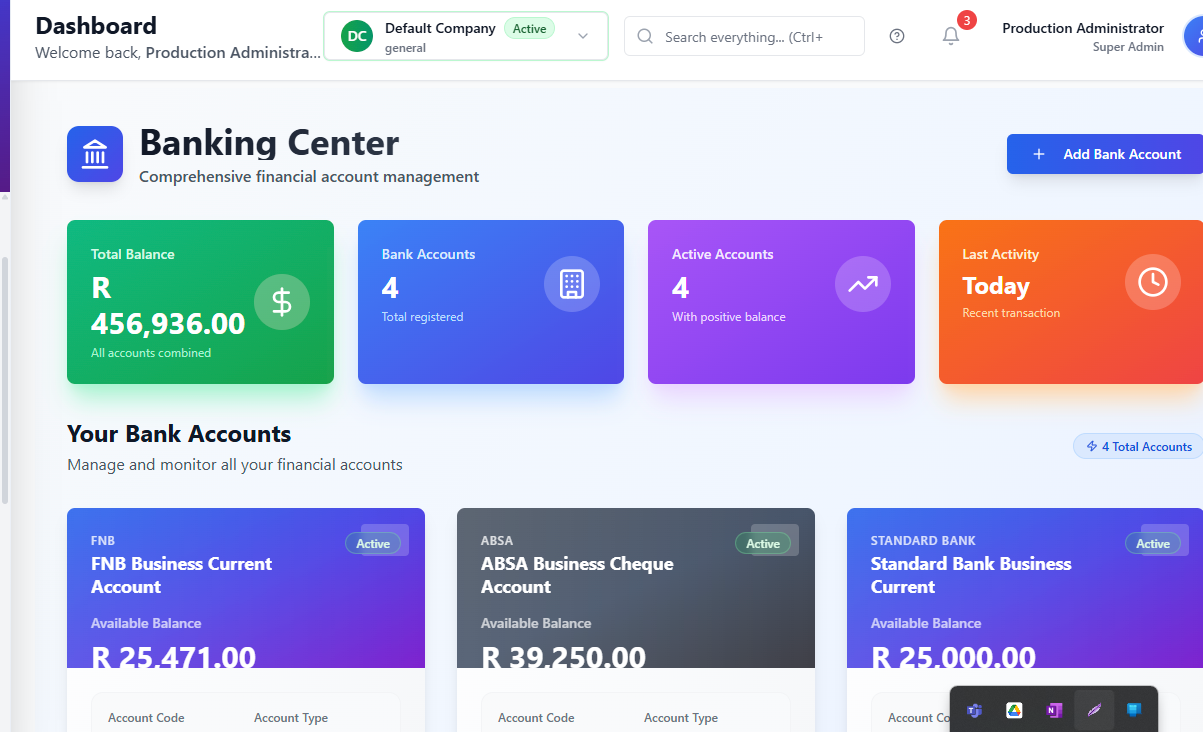 Dashboard
Welcome back, Production Administra...
DC
Default Company
Active
general
Search everything... (Ctrl+
3
Production Administrator
Super Admin
Banking Center
Comprehensive financial account management
Add Bank Account
Total Balance
R
456,936.00
All accounts combined
Bank Accounts
4
Total registered
Active Accounts
4
With positive balance
Last Activity
Today
Recent transaction
Your Bank Accounts
Manage and monitor all your financial accounts
4 Total Accounts
FNB
Active
FNB Business Current
Account
Available Balance
R 25,471.00
Account Code
Account Type
ABSA
Active
ABSA Business Cheque
Account
Available Balance
R 39,250.00
Account Code
Account Type
STANDARD BANK
Active
Standard Bank Business
Current
Available Balance
R 25,000.00
Account Co